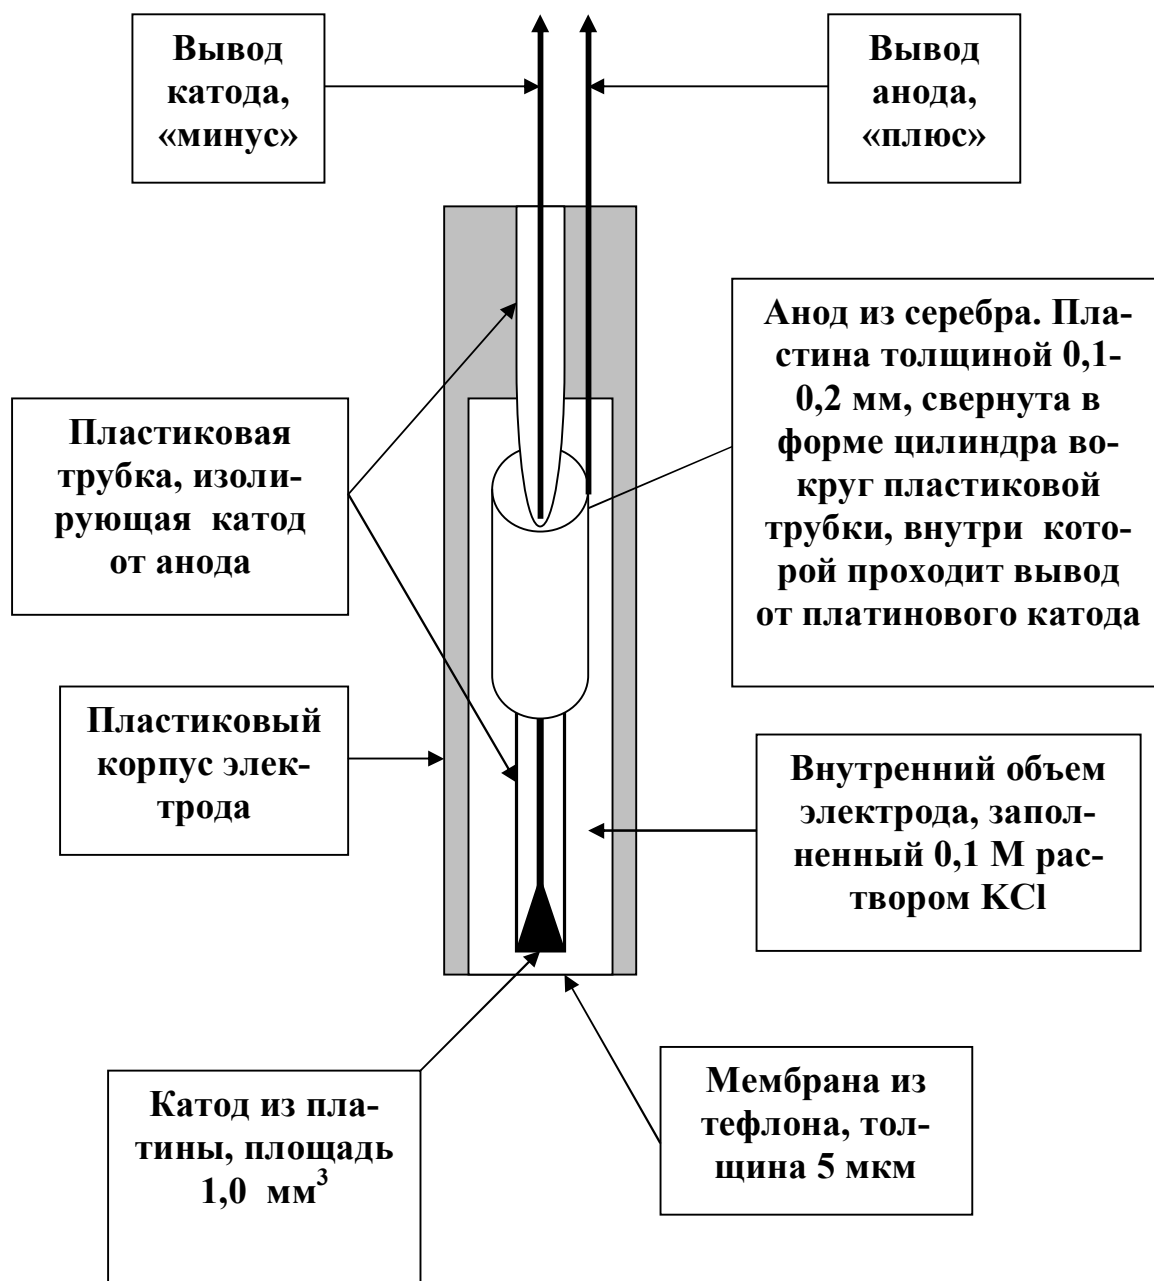 Вывод
катода,
«минус»
Вывод
анода,
«плюс»
Анод из серебра. Пла-
стина толщиной 0,1-
0,2 мм, свернута в
форме цилиндра во-
круг пластиковой
трубки, внутри кото-
рой проходит вывод
от платинового катода
Пластиковая
трубка, изоли-
рующая катод
от анода
Пластиковый
корпус элек-
трода
Внутренний объем
электрода, запол-
ненный 0,1 М рас-
твором KCl
Катод из пла-
тины, площадь
1,0 мм³
Мембрана из
тефлона, тол-
щина 5 мкм